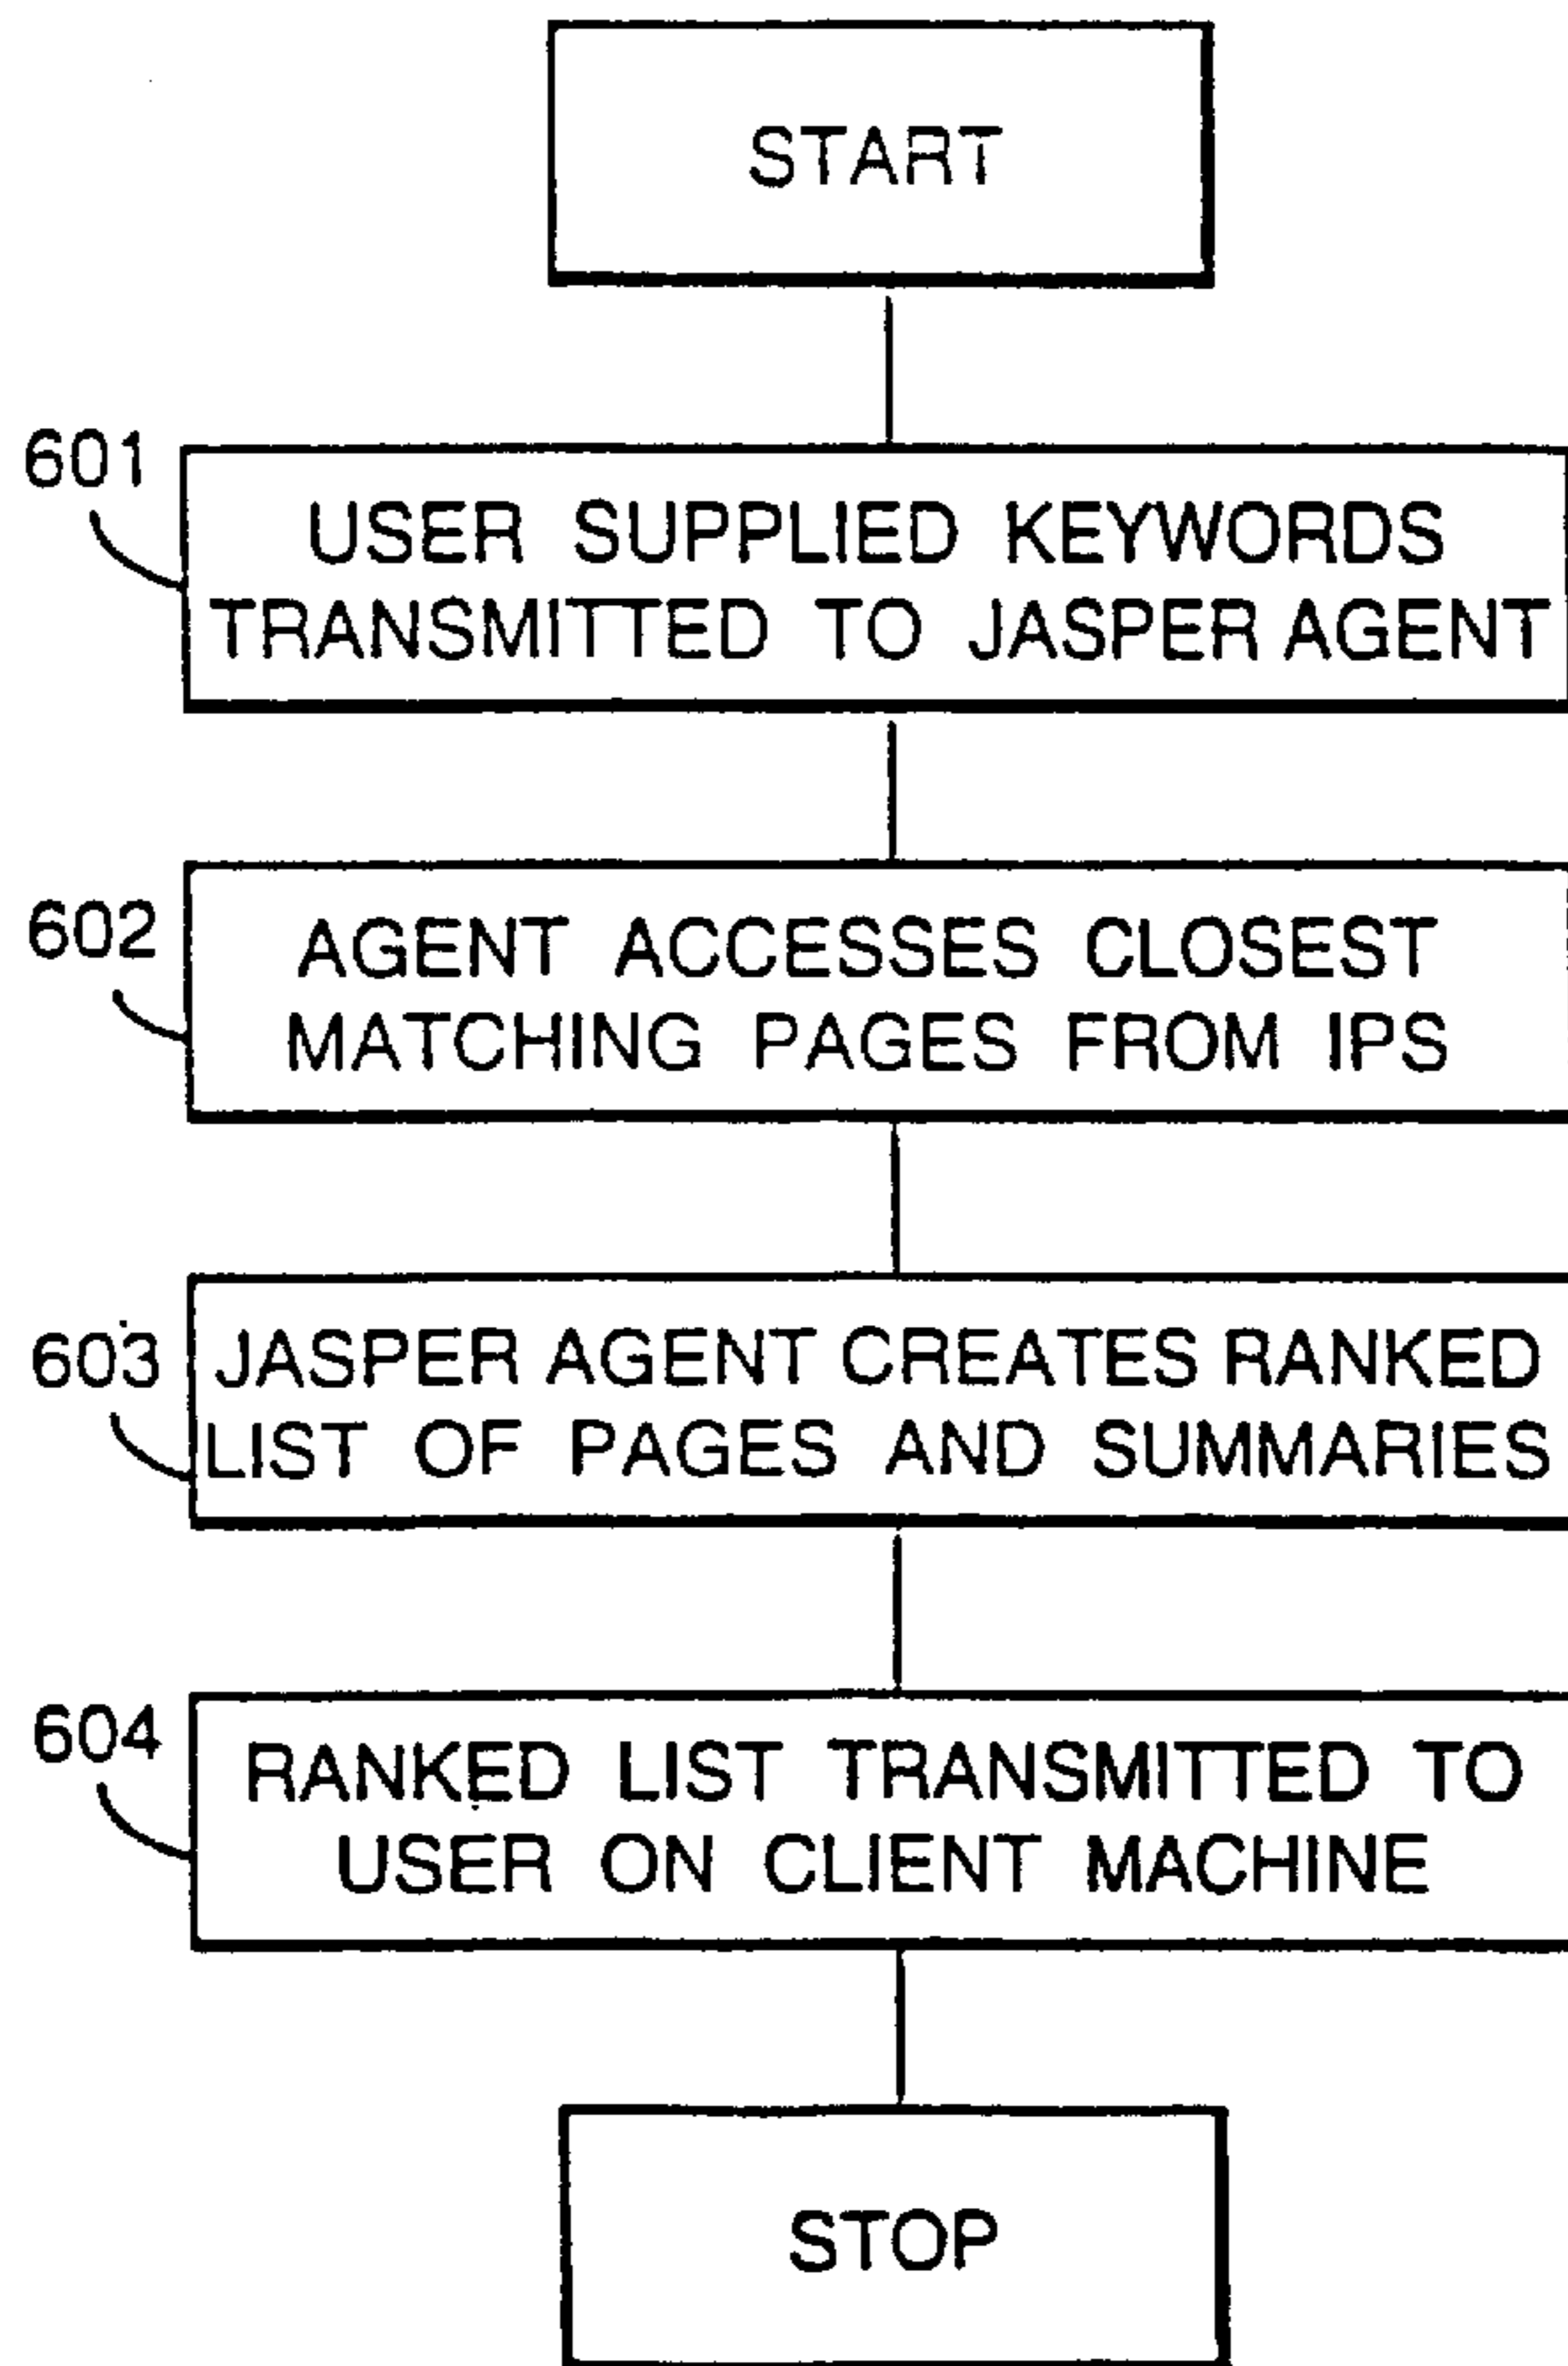 START
601
USER SUPPLIED KEYWORDS
TRANSMITTED TO JASPER AGENT
602
AGENT ACCESSES CLOSEST
MATCHING PAGES FROM IPS
603
JASPER AGENT CREATES RANKED
LIST OF PAGES AND SUMMARIES
604
RANKED LIST TRANSMITTED TO
USER ON CLIENT MACHINE
STOP